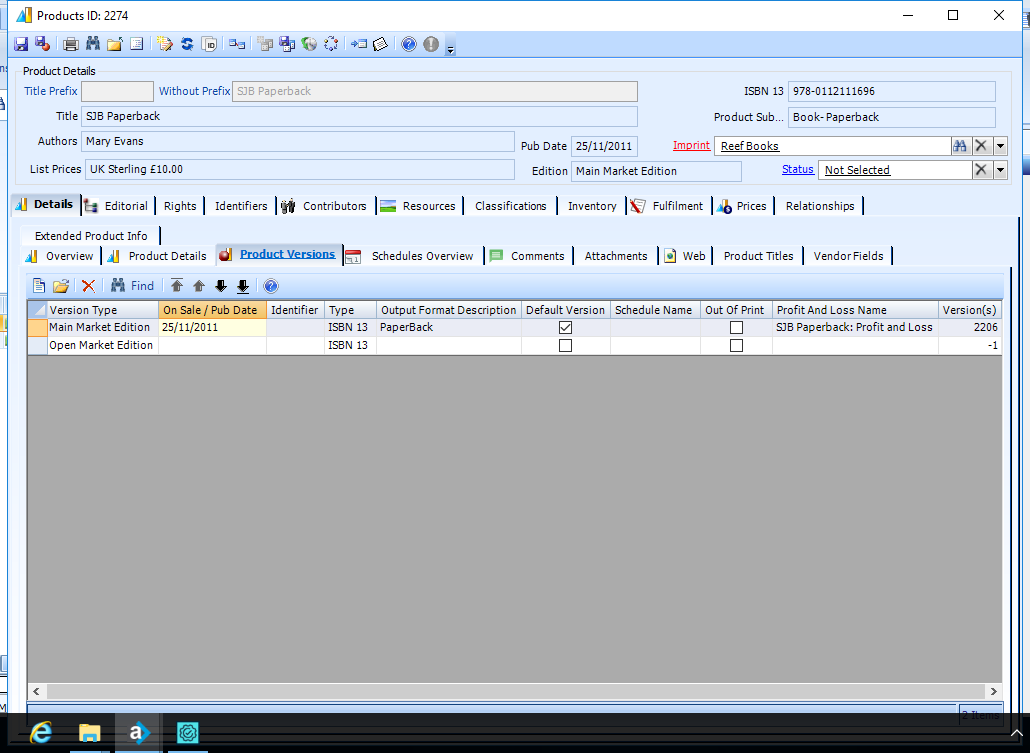 Products ID: 2274
Product Details
Title Prefix Without Prefix SJB Paperback ISBN 13 978-0112111696
Title SJB Paperback Product Sub... Book- Paperback
Authors Mary Evans Pub Date 25/11/2011 Imprint Reef Books
List Prices UK Sterling £10.00 Edition Main Market Edition Status Not Selected
Details Editorial Rights Identifiers Contributors Resources Classifications Inventory Fulfilment Prices Relationships
Extended Product Info
Overview Product Details Product Versions Schedules Overview Comments Attachments Web Product Titles Vendor Fields
Find
Version Type On Sale / Pub Date Identifier Type Output Format Description Default Version Schedule Name Out Of Print Profit And Loss Name Version(s)
Main Market Edition 25/11/2011 ISBN 13 PaperBack SJB Paperback: Profit and Loss 2206
Open Market Edition ISBN 13 -1
2 Items